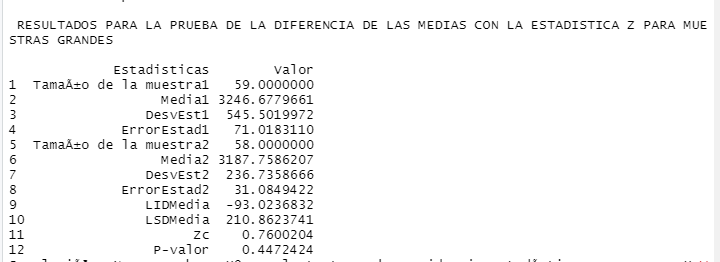 RESULTADOS PARA LA PRUEBA DE LA DIFERENCIA DE LAS MEDIAS CON LA ESTADISTICA Z PARA MUE
STRAS GRANDES
Estadisticas Valor
1 TamaÃ±o de la muestra1 59.0000000
2 Media1 3246.6779661
3 DesvEst1 545.5019972
4 ErrorEstad1 71.0183110
5 TamaÃ±o de la muestra2 58.0000000
6 Media2 3187.7586207
7 DesvEst2 236.7358666
8 ErrorEstad2 31.0849422
9 LIDMedia -93.0236832
10 LSDMedia 210.8623741
11 Zc 0.7600204
12 P-valor 0.4472424